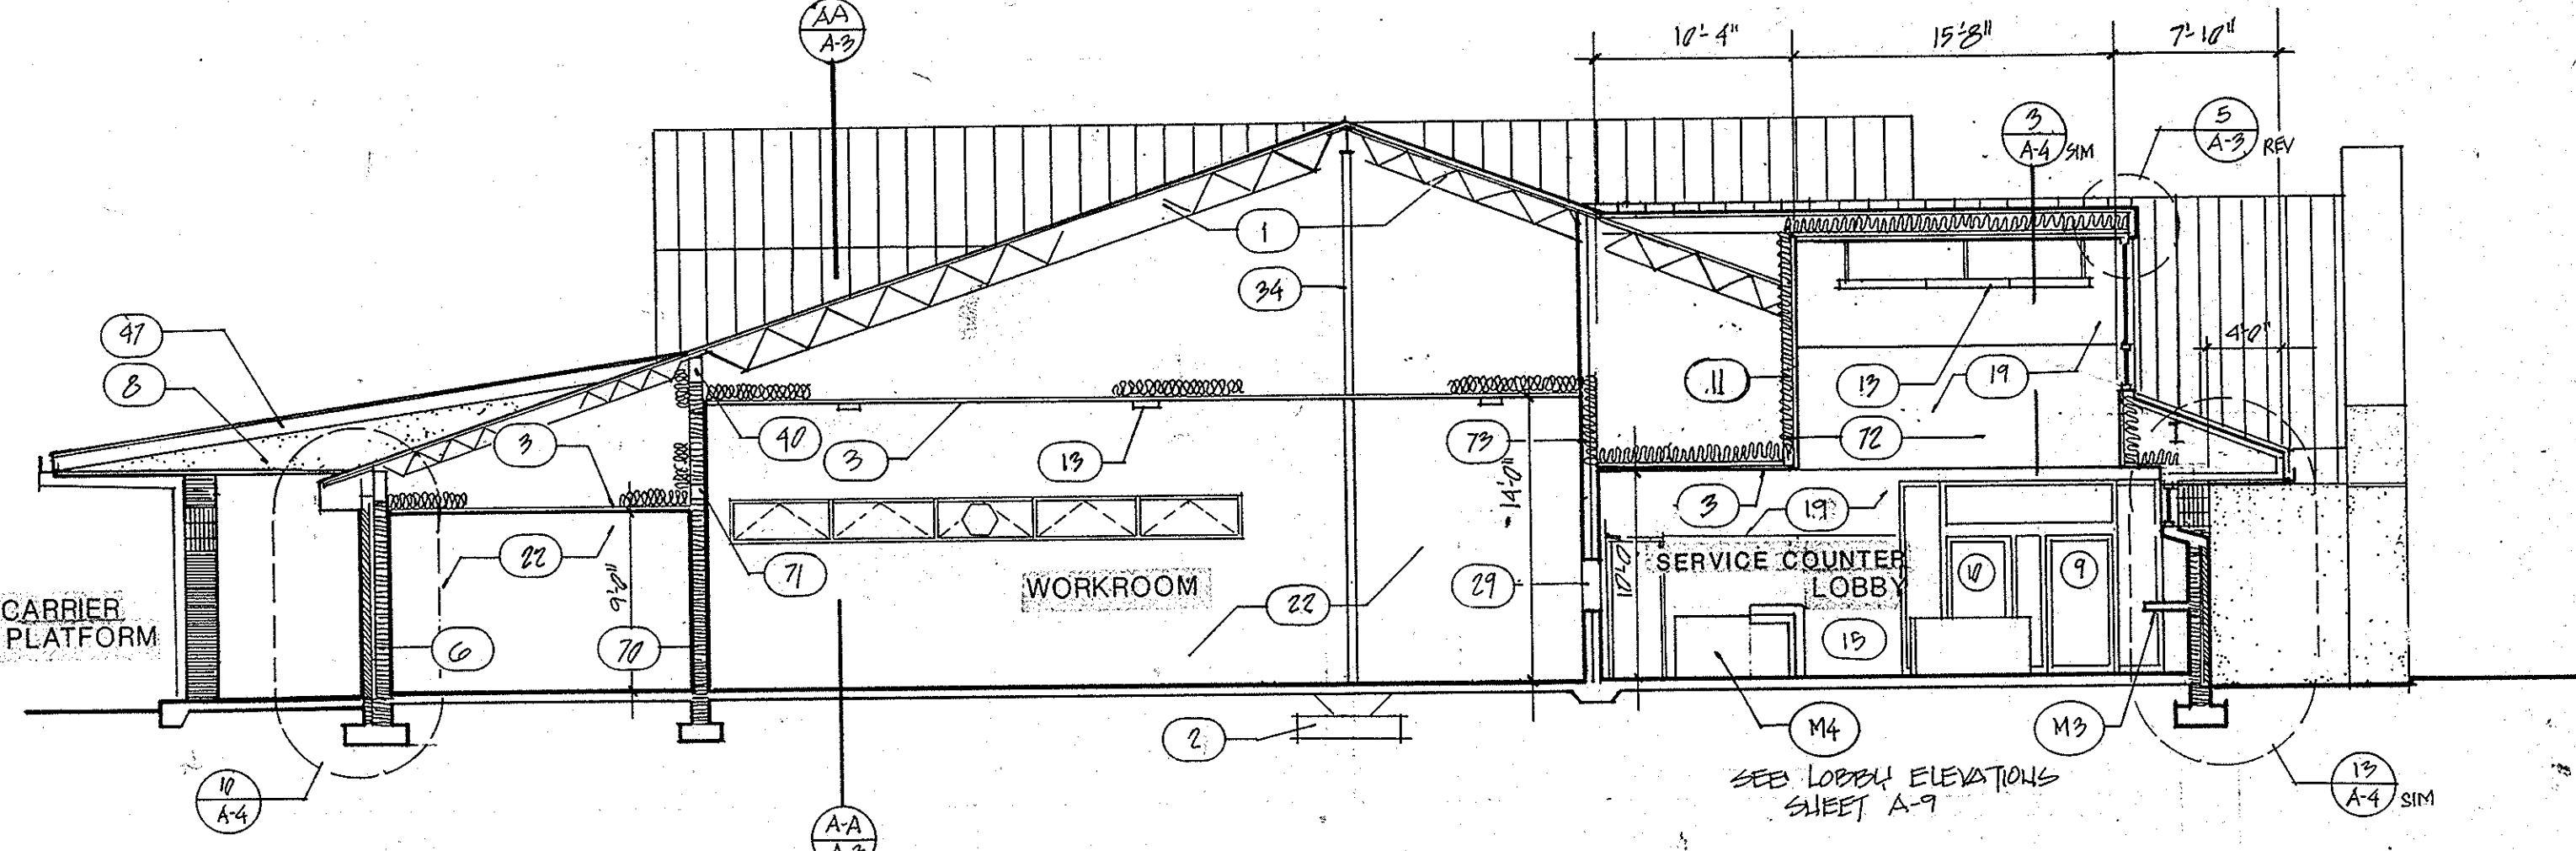 AA
A-3
10'-4"
15'-8"
7'-10"
3
A-4 SIM
5
A-3 REV
1
34
47
8
4'-0"
11
13
19
3
40
3
13
73
72
14'-0"
3
19
22
9'-0"
71
WORKROOM
22
29
10'-0"
SERVICE COUNTER
LOBBY
10
9
CARRIER
PLATFORM
6
70
15
2
M4
M3
SEE LOBBY ELEVATIONS
SHEET A-9
10
A-4
A-A
A-3
13
A-4 SIM